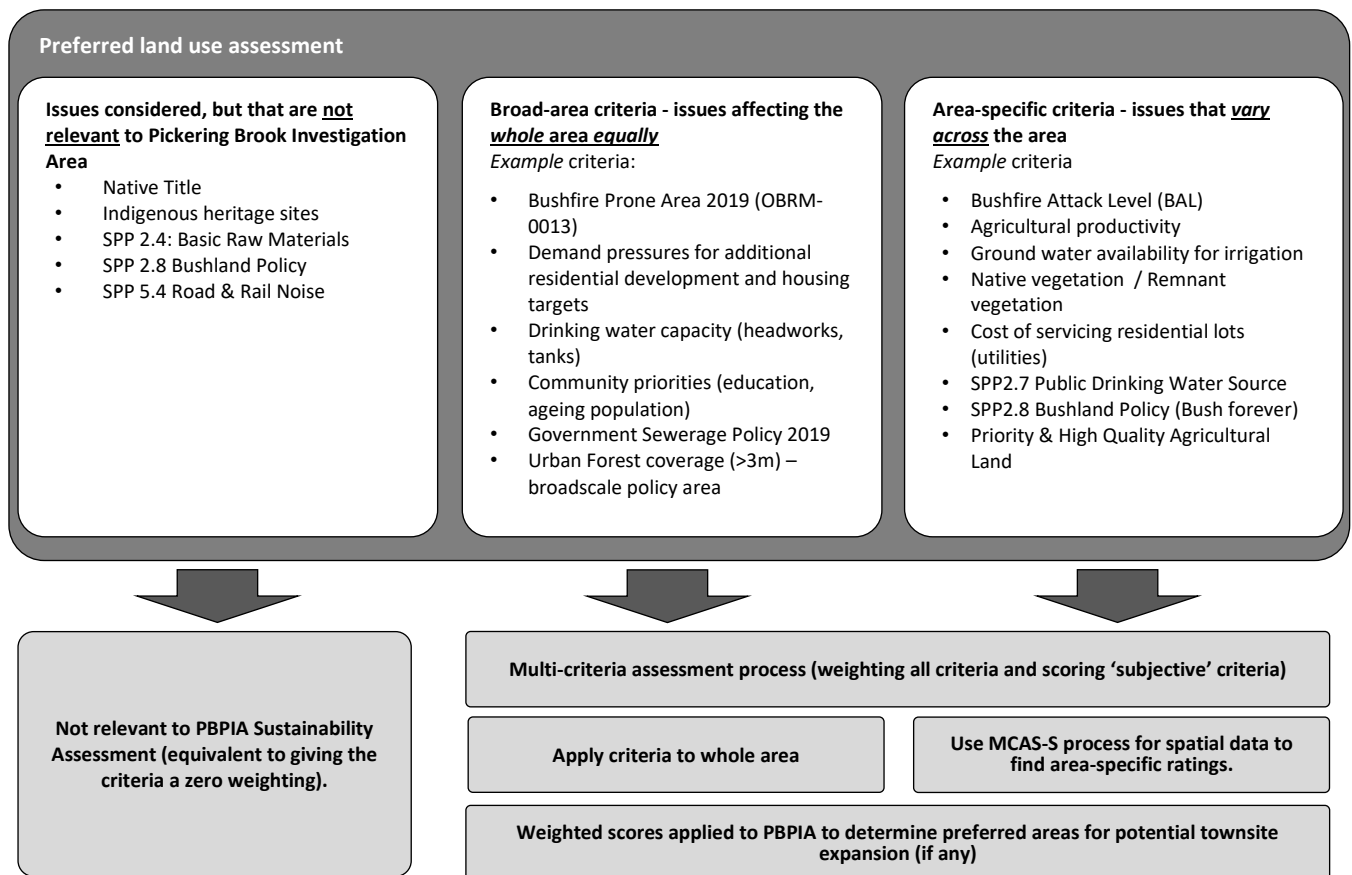 Preferred land use assessment
Issues considered, but that are not
relevant to Pickering Brook Investigation
Area
• Native Title
• Indigenous heritage sites
• SPP 2.4: Basic Raw Materials
• SPP 2.8 Bushland Policy
• SPP 5.4 Road & Rail Noise
Broad-area criteria - issues affecting the
whole area equally
Example criteria:
• Bushfire Prone Area 2019 (OBRM-
0013)
• Demand pressures for additional
residential development and housing
targets
• Drinking water capacity (headworks,
tanks)
• Community priorities (education,
ageing population)
• Government Sewerage Policy 2019
• Urban Forest coverage (>3m) –
broadscale policy area
Area-specific criteria - issues that vary
across the area
Example criteria
• Bushfire Attack Level (BAL)
• Agricultural productivity
• Ground water availability for irrigation
• Native vegetation / Remnant
vegetation
• Cost of servicing residential lots
(utilities)
• SPP2.7 Public Drinking Water Source
• SPP2.8 Bushland Policy (Bush forever)
• Priority & High Quality Agricultural
Land
Not relevant to PBPIA Sustainability
Assessment (equivalent to giving the
criteria a zero weighting).
Multi-criteria assessment process (weighting all criteria and scoring ‘subjective’ criteria)
Apply criteria to whole area
Use MCAS-S process for spatial data to
find area-specific ratings.
Weighted scores applied to PBPIA to determine preferred areas for potential townsite
expansion (if any)